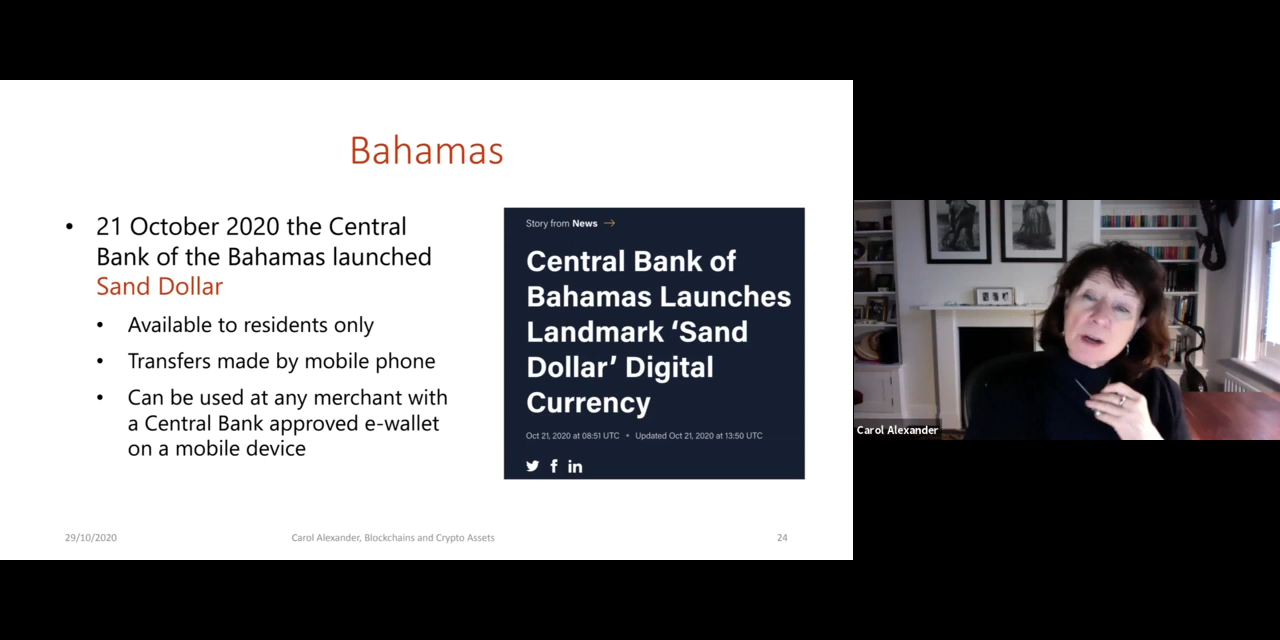 Bahamas
• 21 October 2020 the Central
Bank of the Bahamas launched
Sand Dollar
• Available to residents only
• Transfers made by mobile phone
• Can be used at any merchant with
a Central Bank approved e-wallet
on a mobile device
Story from News →
Central Bank of
Bahamas Launches
Landmark ‘Sand
Dollar’ Digital
Currency
Oct 21, 2020 at 08:51 UTC • Updated Oct 21, 2020 at 13:50 UTC
29/10/2020
Carol Alexander, Blockchains and Crypto Assets
24
Carol Alexander